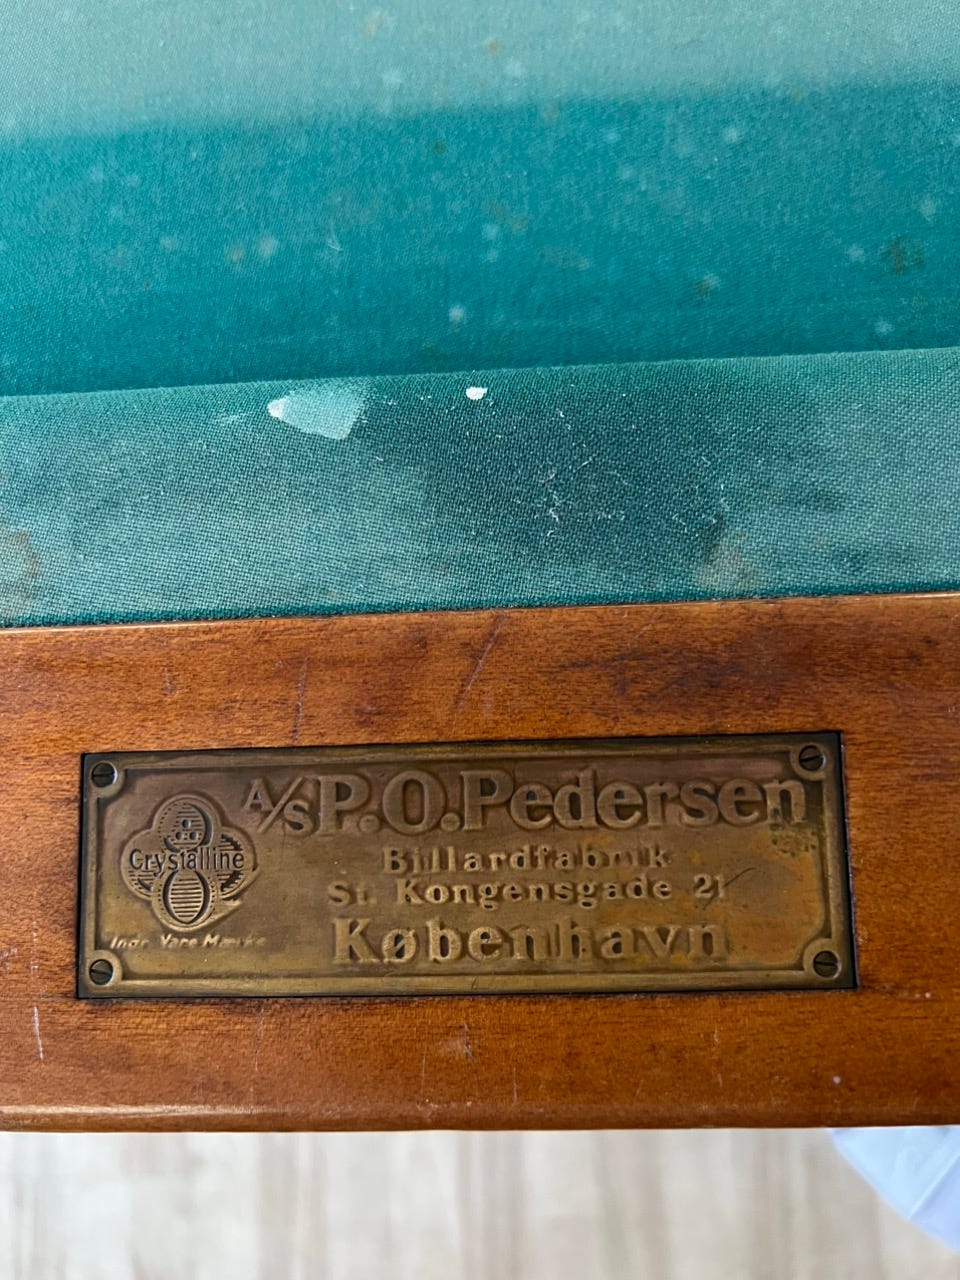 A/S P.O.Pedersen
Billardfabrik
St. Kongensgade 21
København
Crystalline
Indr. Vare Mærke